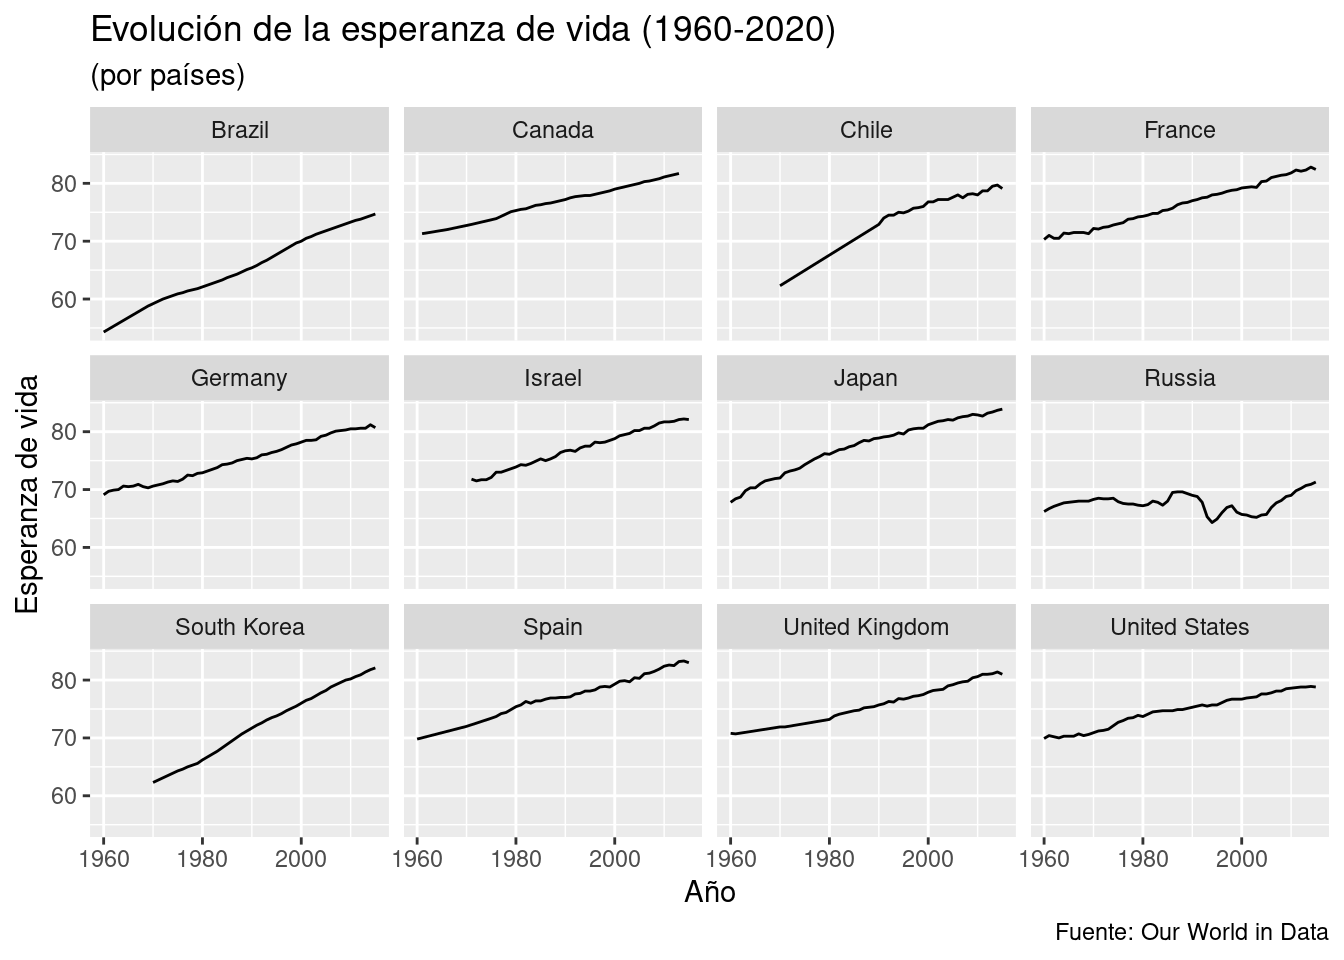 Evolución de la esperanza de vida (1960-2020)
(por países)
Brazil
Canada
Chile
France
80
70
60
Germany
Israel
Japan
Russia
80
70
60
Esperanza de vida
South Korea
Spain
United Kingdom
United States
80
70
60
1960 1980 2000
1960 1980 2000
1960 1980 2000
1960 1980 2000
Año
Fuente: Our World in Data